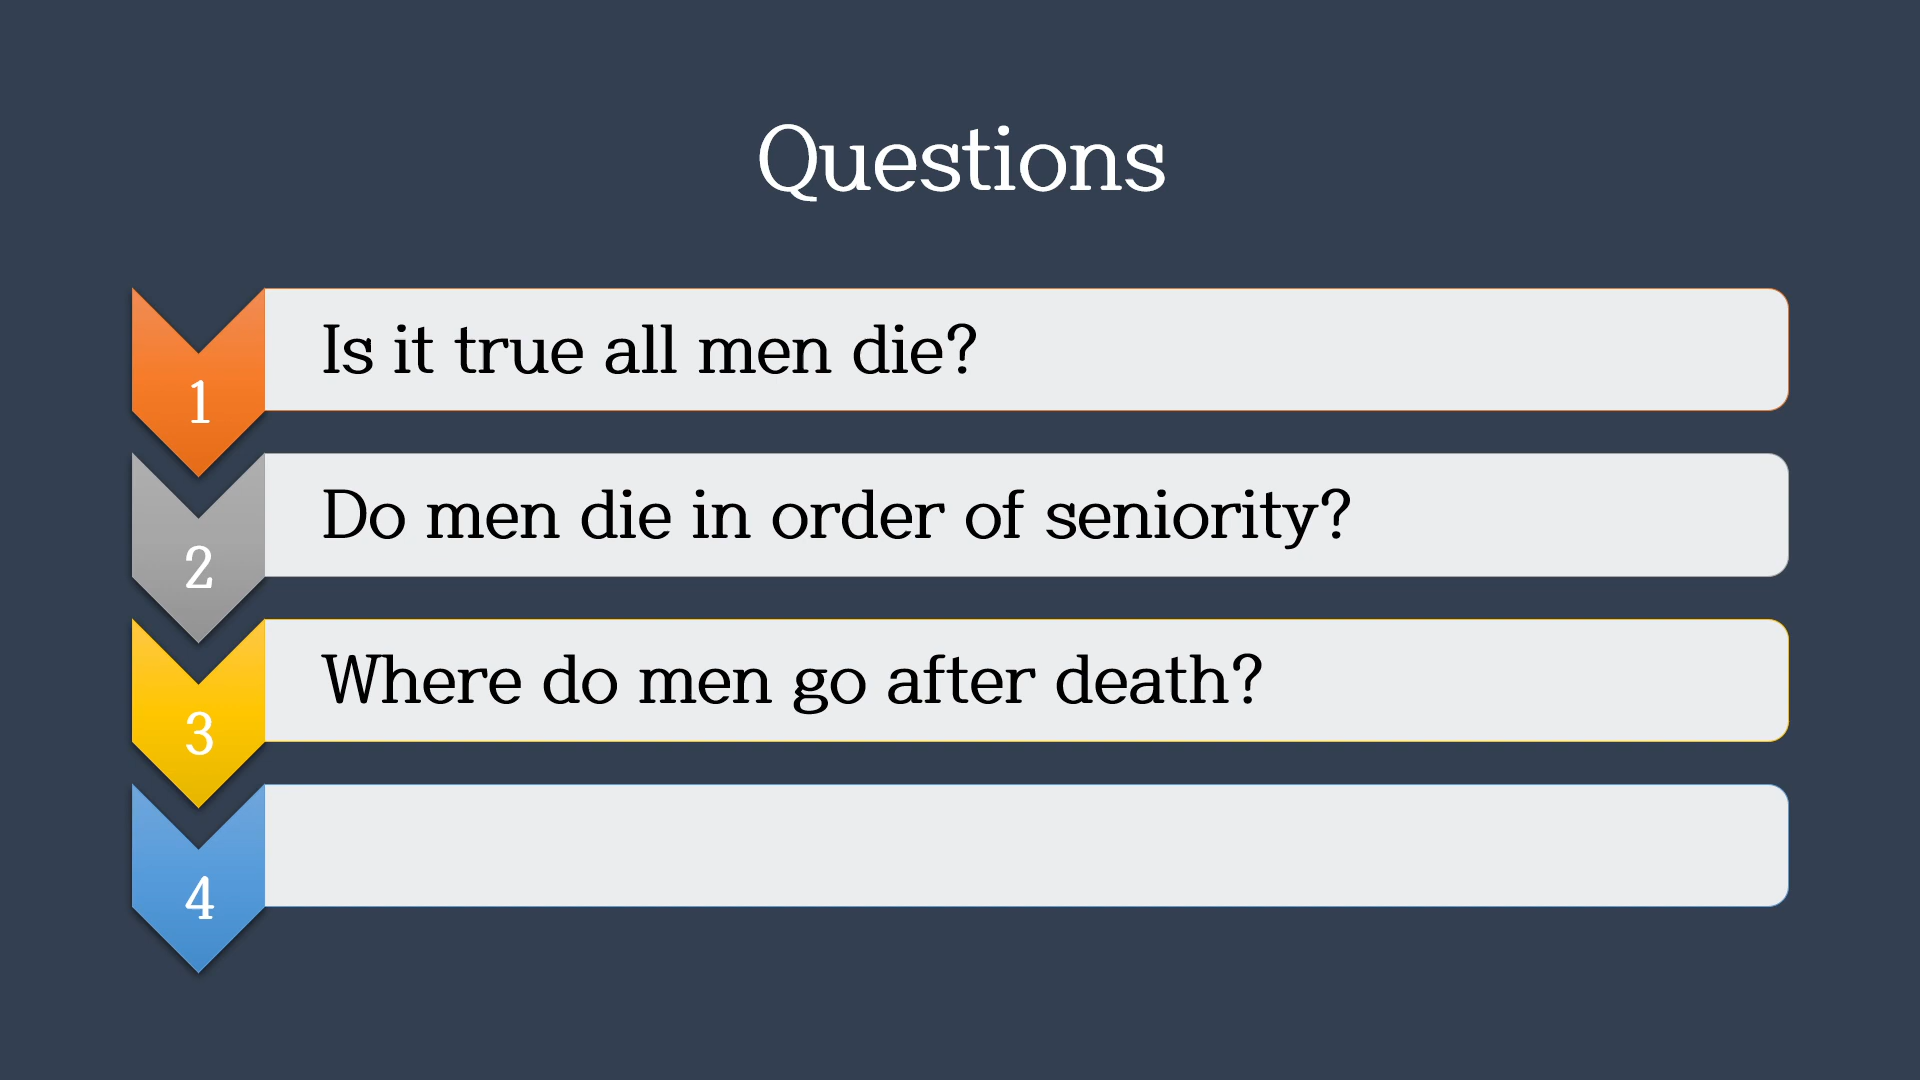 Questions
1
Is it true all men die?
2
Do men die in order of seniority?
3
Where do men go after death?
4